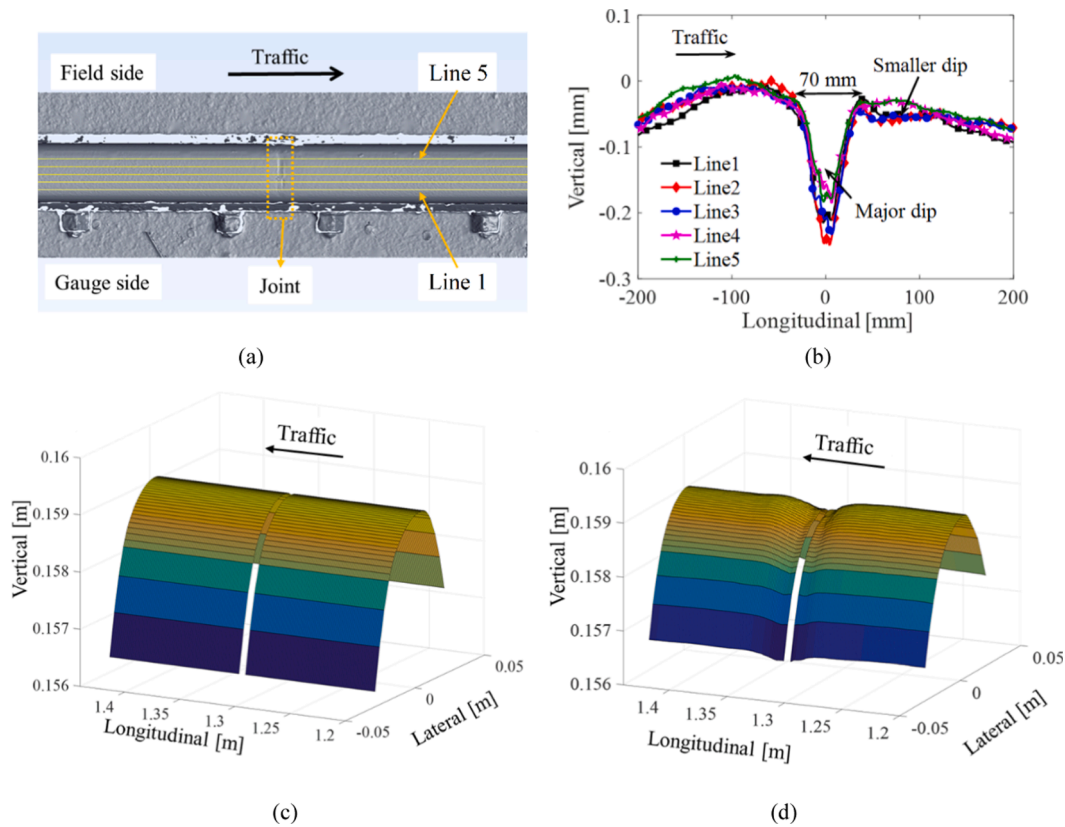 Traffic
Field side
Line 5
Gauge side
Joint
Line 1
(a)
0.1
0
-0.1
-0.2
-0.3
Vertical [mm]
Traffic
70 mm
Smaller dip
Major dip
Line1
Line2
Line3
Line4
Line5
-200
-100
0
100
200
Longitudinal [mm]
(b)
Traffic
0.16
0.159
0.158
0.157
0.156
Vertical [m]
1.4
1.35
1.3
1.25
1.2
Longitudinal [m]
-0.05
0
0.05
Lateral [m]
(c)
Traffic
0.16
0.159
0.158
0.157
0.156
Vertical [m]
1.4
1.35
1.3
1.25
1.2
Longitudinal [m]
-0.05
0
0.05
Lateral [m]
(d)